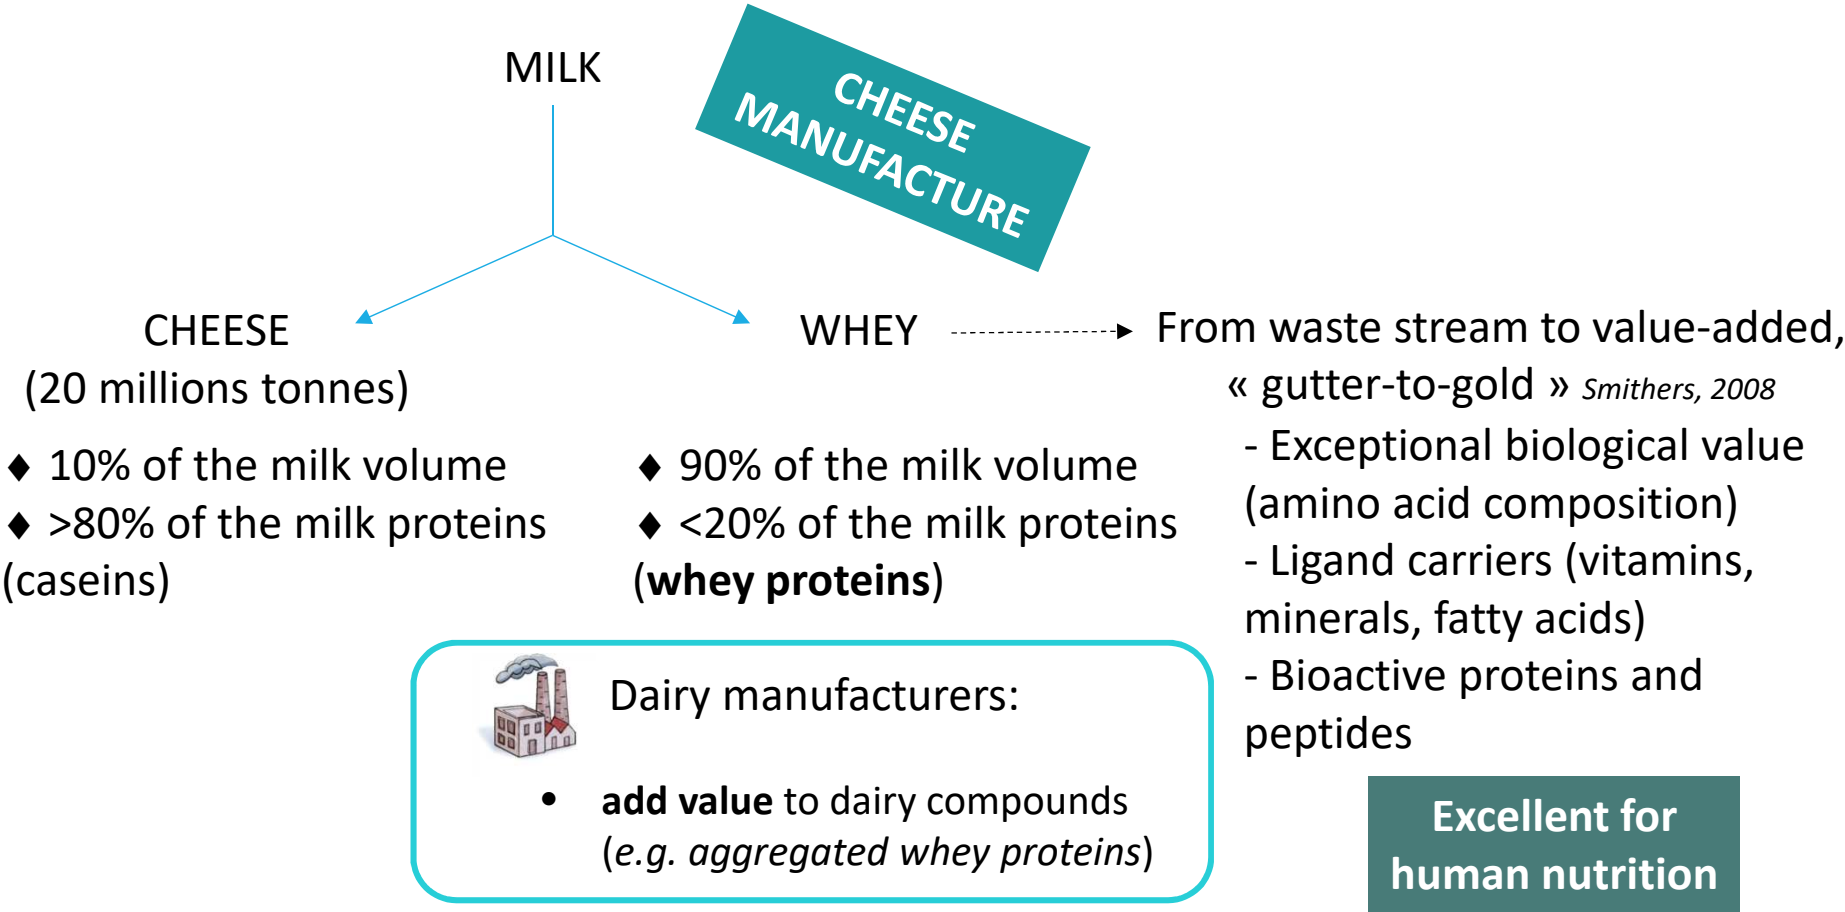 MILK
CHEESE
MANUFACTURE
CHEESE
(20 millions tonnes)
♦ 10% of the milk volume
♦ >80% of the milk proteins
(caseins)
WHEY
♦ 90% of the milk volume
♦ <20% of the milk proteins
(whey proteins)
From waste stream to value-added,
« gutter-to-gold » Smithers, 2008
- Exceptional biological value
(amino acid composition)
- Ligand carriers (vitamins,
minerals, fatty acids)
- Bioactive proteins and
peptides
Dairy manufacturers:
• add value to dairy compounds
(e.g. aggregated whey proteins)
Excellent for
human nutrition